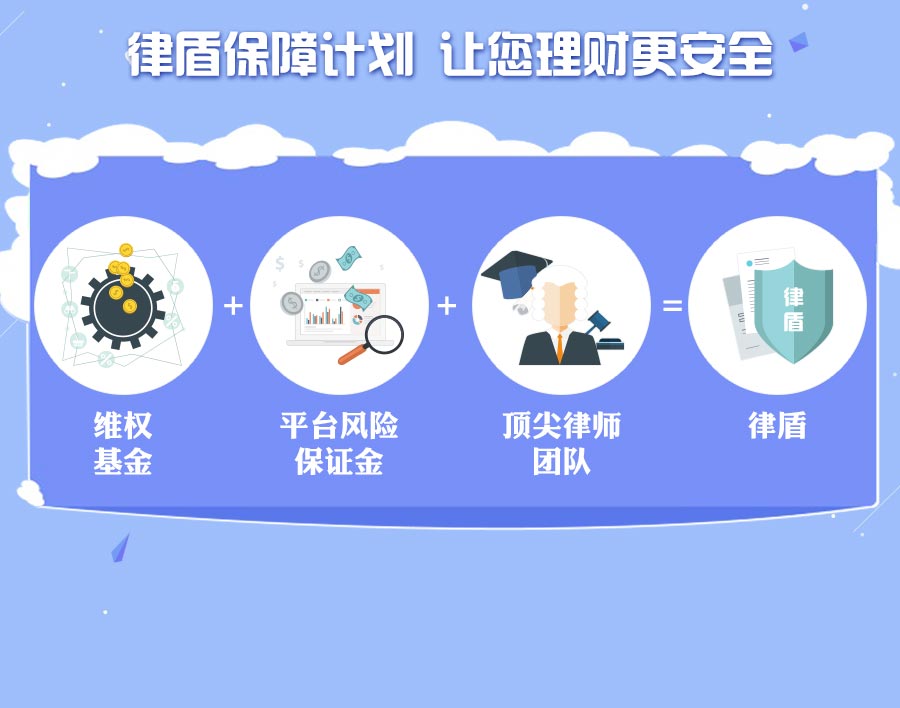 律盾保障计划 让您理财更安全
律
盾
+
+
=
维权
基金
平台风险
保证金
顶尖律师
团队
律盾